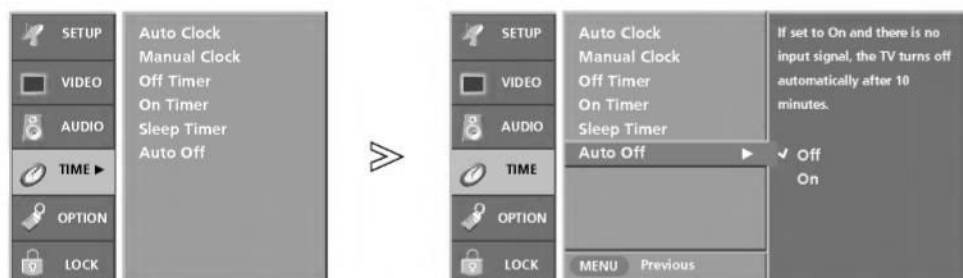 SETUP
VIDEO
AUDIO
TIME ►
OPTION
LOCK
Auto Clock
Manual Clock
Off Timer
On Timer
Sleep Timer
Auto Off
SETUP
VIDEO
AUDIO
TIME
OPTION
LOCK
Auto Clock
Manual Clock
Off Timer
On Timer
Sleep Timer
Auto Off ►
MENU Previous
If set to On and there is no
input signal, the TV turns off
automatically after 10
minutes.
✓ Off
On